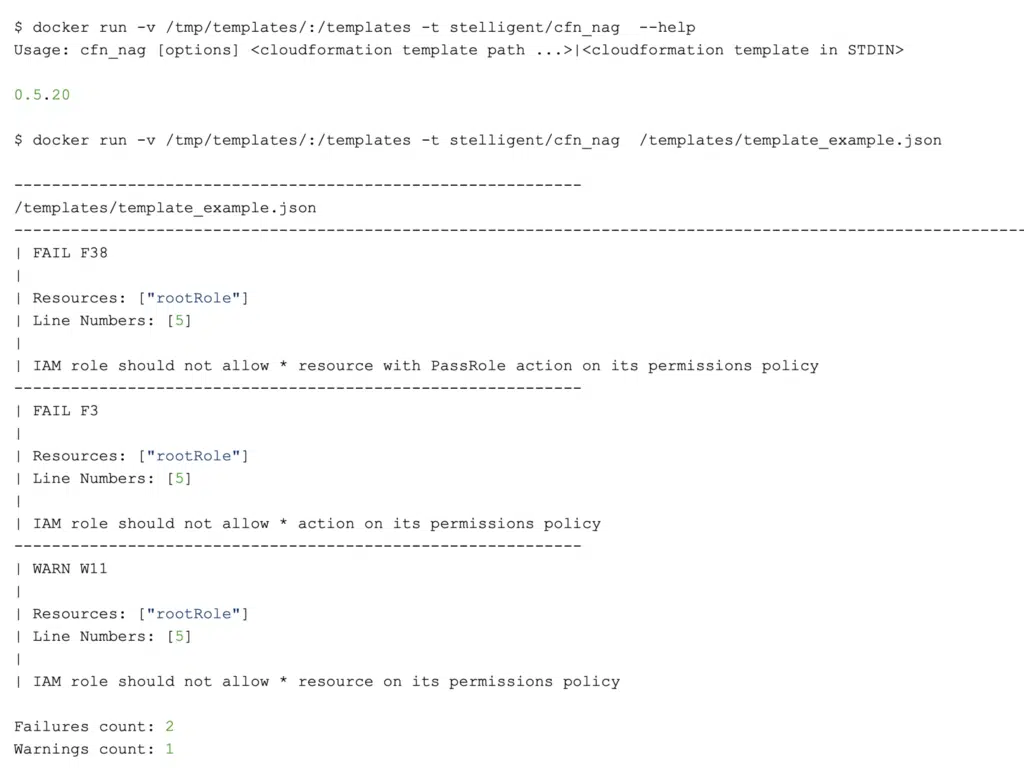 $ docker run -v /tmp/templates/:/templates -t stelligent/cfn_nag  --help
Usage: cfn_nag [options] <cloudformation template path ...>|<cloudformation template in STDIN>
0.5.20
$ docker run -v /tmp/templates/:/templates -t stelligent/cfn_nag  /templates/template_example.json
------------------------------------------------------------
/templates/template_example.json
------------------------------------------------------------------------------------------------------------
| FAIL F38
|
| Resources: ["rootRole"]
| Line Numbers: [5]
|
| IAM role should not allow * resource with PassRole action on its permissions policy
------------------------------------------------------------
| FAIL F3
|
| Resources: ["rootRole"]
| Line Numbers: [5]
|
| IAM role should not allow * action on its permissions policy
------------------------------------------------------------
| WARN W11
|
| Resources: ["rootRole"]
| Line Numbers: [5]
|
| IAM role should not allow * resource on its permissions policy
Failures count: 2
Warnings count: 1